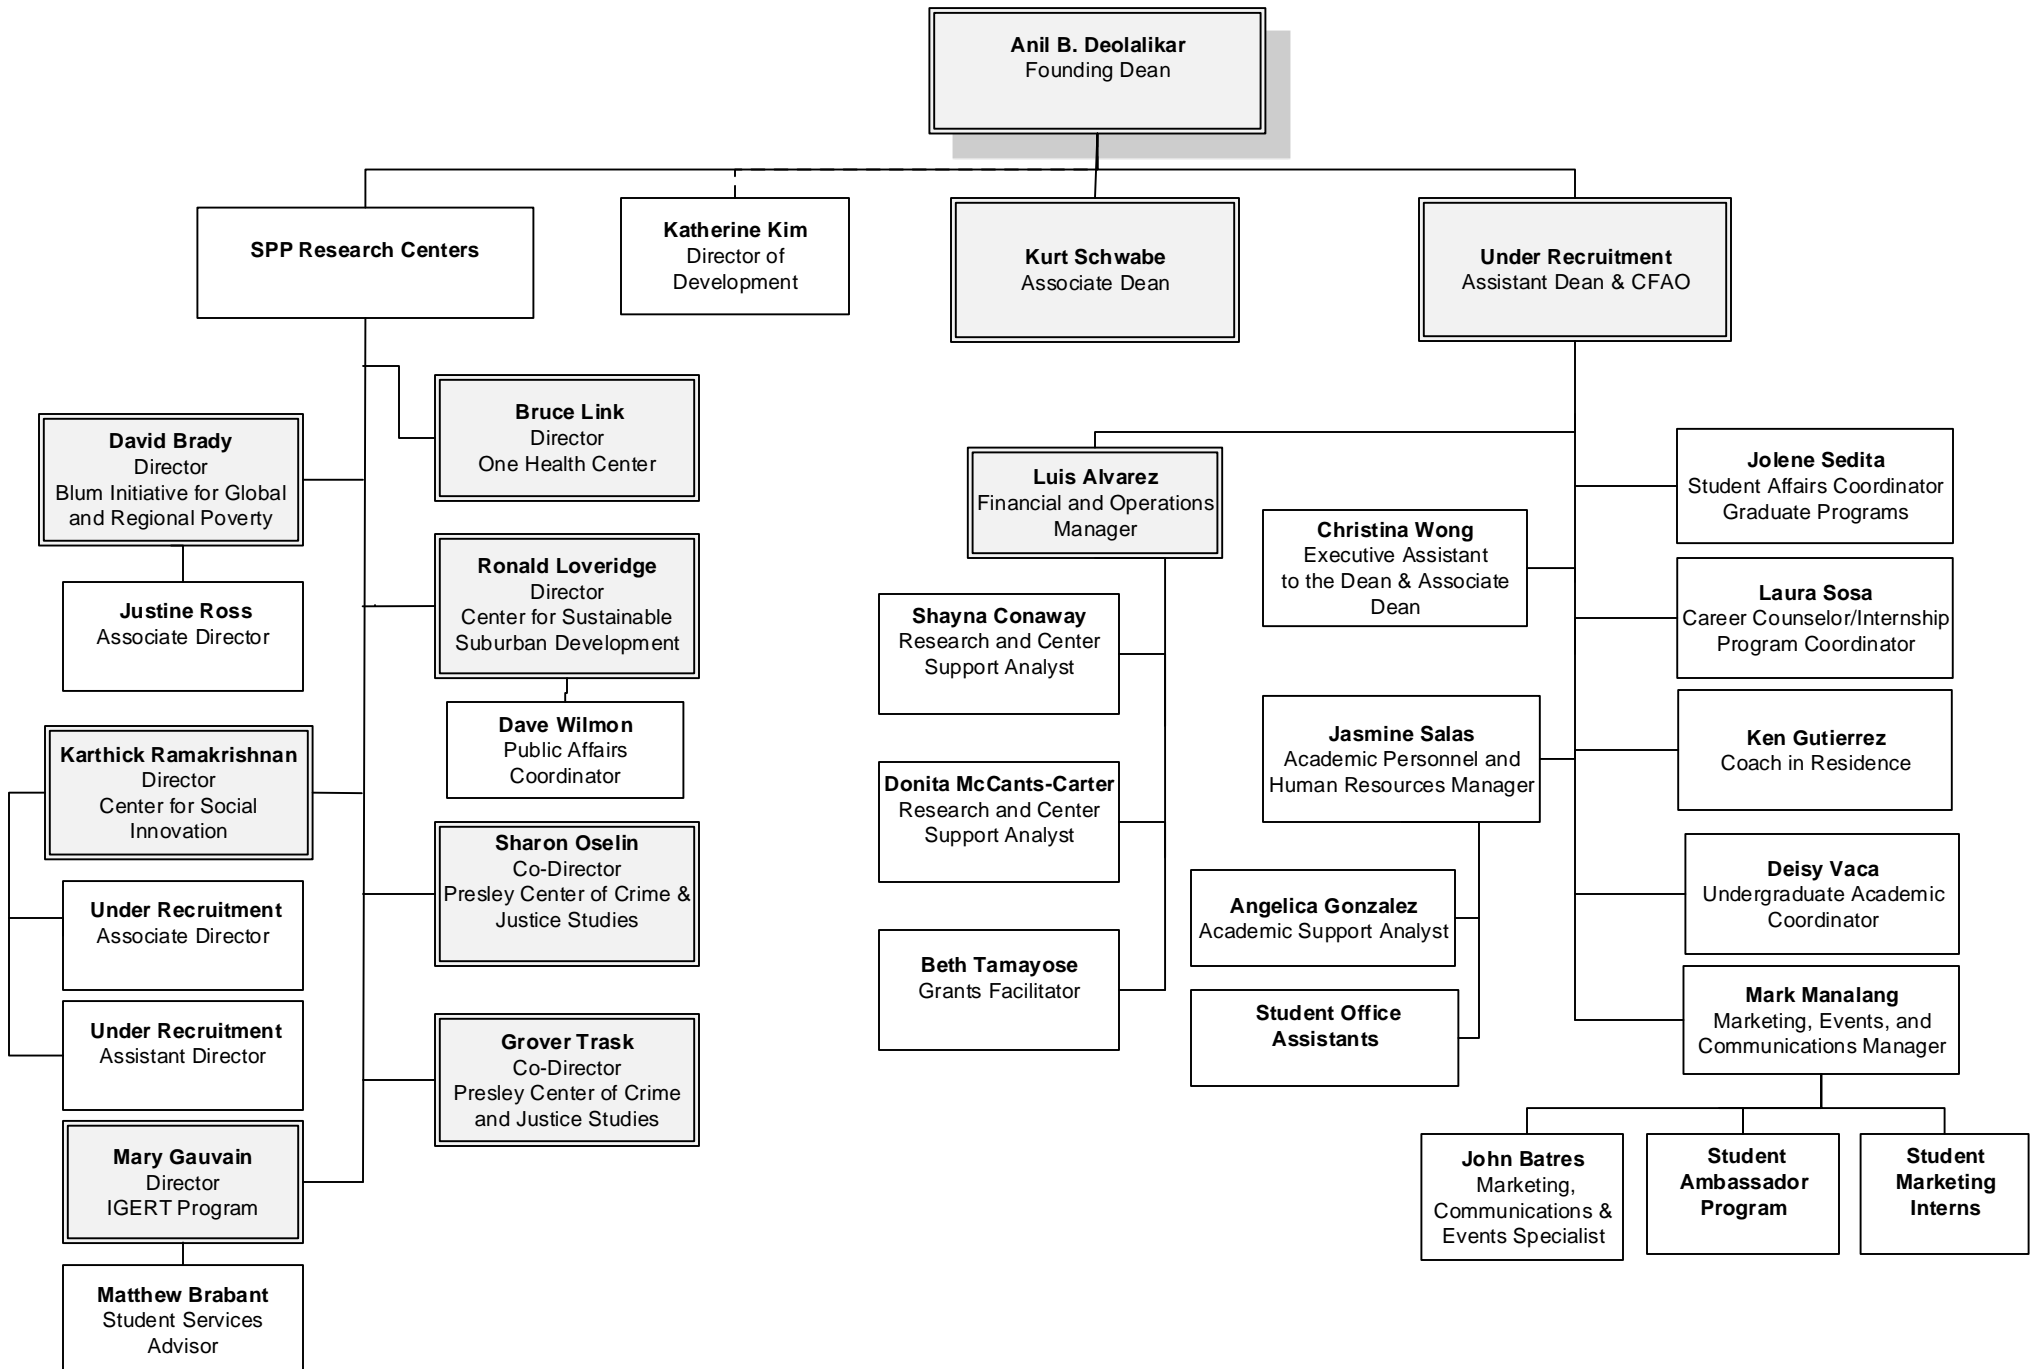 Anil B. Deolalikar
Founding Dean
SPP Research Centers
Katherine Kim
Director of
Development
Kurt Schwabe
Associate Dean
Under Recruitment
Assistant Dean & CFAO
David Brady
Director
Blum Initiative for Global
and Regional Poverty
Justine Ross
Associate Director
Karthick Ramakrishnan
Director
Center for Social
Innovation
Under Recruitment
Associate Director
Under Recruitment
Assistant Director
Mary Gauvain
Director
IGERT Program
Matthew Brabant
Student Services
Advisor
Bruce Link
Director
One Health Center
Ronald Loveridge
Director
Center for Sustainable
Suburban Development
Dave Wilmon
Public Affairs
Coordinator
Sharon Oselin
Co-Director
Presley Center of Crime &
Justice Studies
Grover Trask
Co-Director
Presley Center of Crime
and Justice Studies
Luis Alvarez
Financial and Operations
Manager
Shayna Conaway
Research and Center
Support Analyst
Donita McCants-Carter
Research and Center
Support Analyst
Beth Tamayose
Grants Facilitator
Christina Wong
Executive Assistant
to the Dean & Associate
Dean
Jasmine Salas
Academic Personnel and
Human Resources Manager
Angelica Gonzalez
Academic Support Analyst
Student Office
Assistants
Jolene Sedita
Student Affairs Coordinator
Graduate Programs
Laura Sosa
Career Counselor/Internship
Program Coordinator
Ken Gutierrez
Coach in Residence
Deisy Vaca
Undergraduate Academic
Coordinator
Mark Manalang
Marketing, Events, and
Communications Manager
John Batres
Marketing,
Communications &
Events Specialist
Student
Ambassador
Program
Student
Marketing
Interns